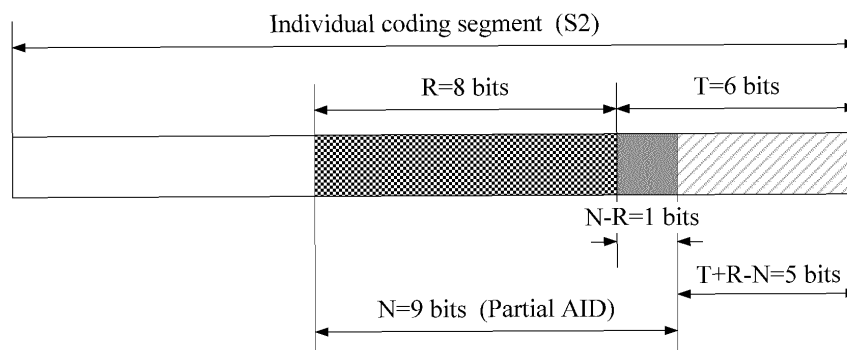 Individual coding segment (S2)
R=8 bits
T=6 bits
N-R=1 bits
T+R-N=5 bits
N=9 bits (Partial AID)